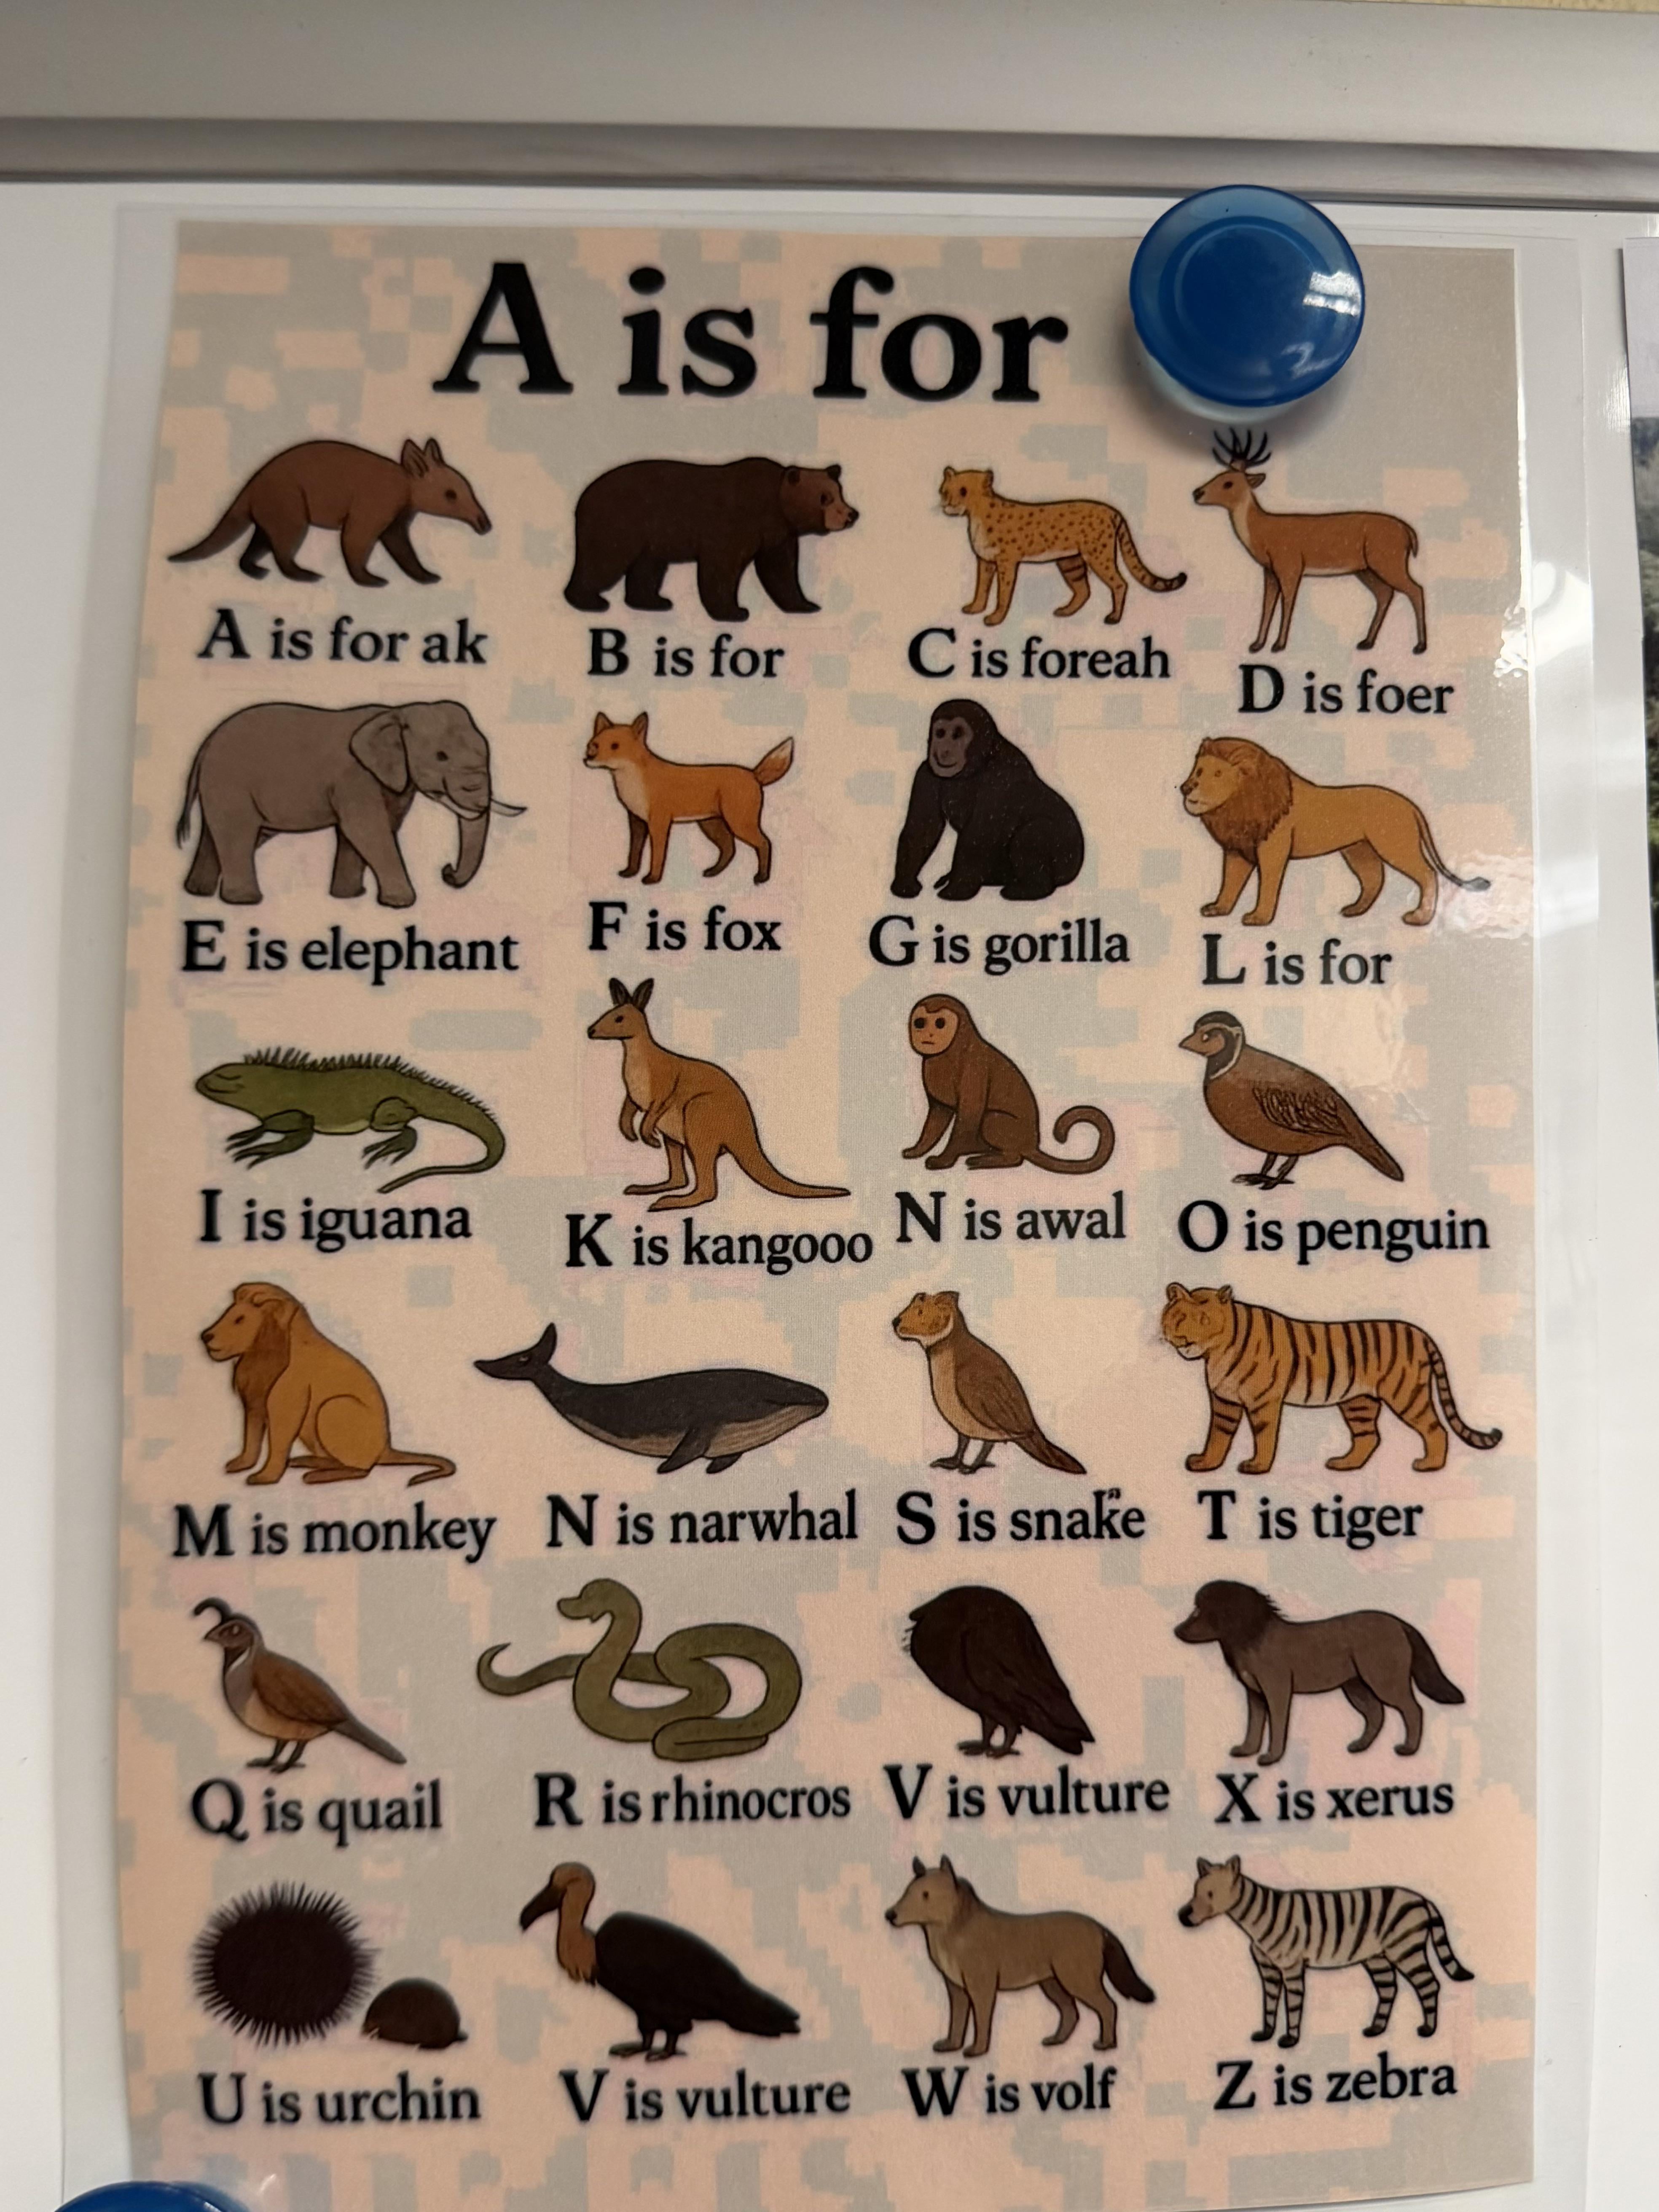 A is for
A is for ak
B is for
C is foreah
D is foer
E is elephant
F is fox
G is gorilla
L is for
I is iguana
K is kangooo
N is awal
O is penguin
M is monkey
N is narwhal
S is snake
T is tiger
Q is quail
R is rhinocros
V is vulture
X is xerus
U is urchin
V is vulture
W is volf
Z is zebra